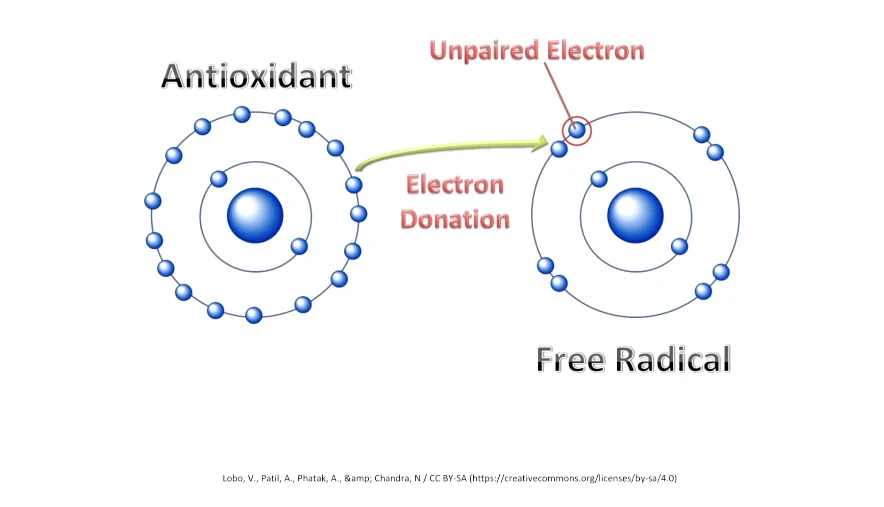 Unpaired Electron
Antioxidant
Electron
Donation
Free Radical
Lobo, V., Patil, A., Phatak, A., &amp; Chandra, N / CC BY-SA (https://creativecommons.org/licenses/by-sa/4.0)